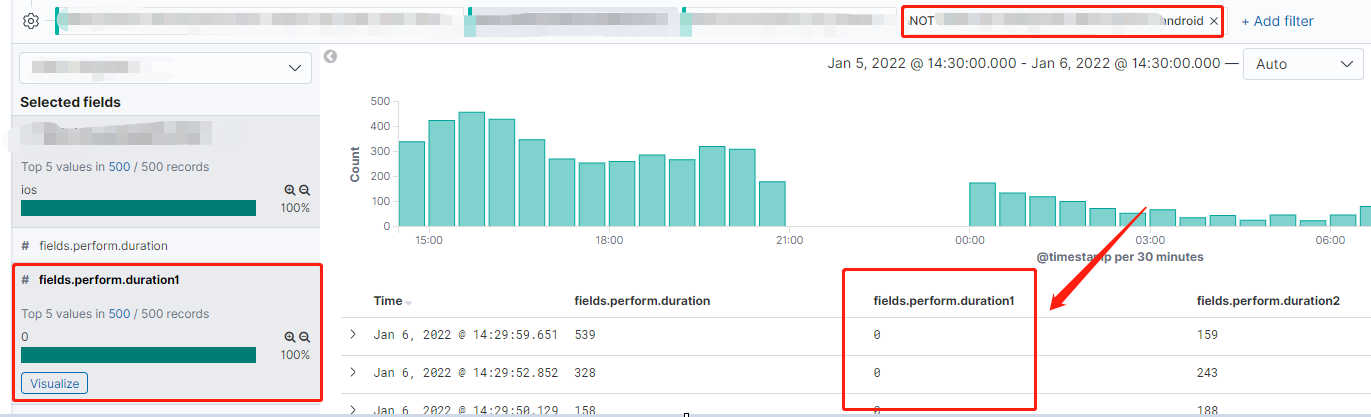 NOT android ×
+ Add filter
Jan 5, 2022 @ 14:30:00.000 - Jan 6, 2022 @ 14:30:00.000 — Auto
Selected fields
Top 5 values in 500 / 500 records
ios
100%
# fields.perform.duration
# fields.perform.duration1
Top 5 values in 500 / 500 records
0
100%
Visualize
Count
500
400
300
200
100
0
15:00 18:00 21:00 00:00 03:00 06:00
@timestamp per 30 minutes
Time fields.perform.duration fields.perform.duration1 fields.perform.duration2
Jan 6, 2022 @ 14:29:59.651 539 0 159
Jan 6, 2022 @ 14:29:52.852 328 0 243
Jan 6, 2022 @ 14:29:50.129 158 0 188